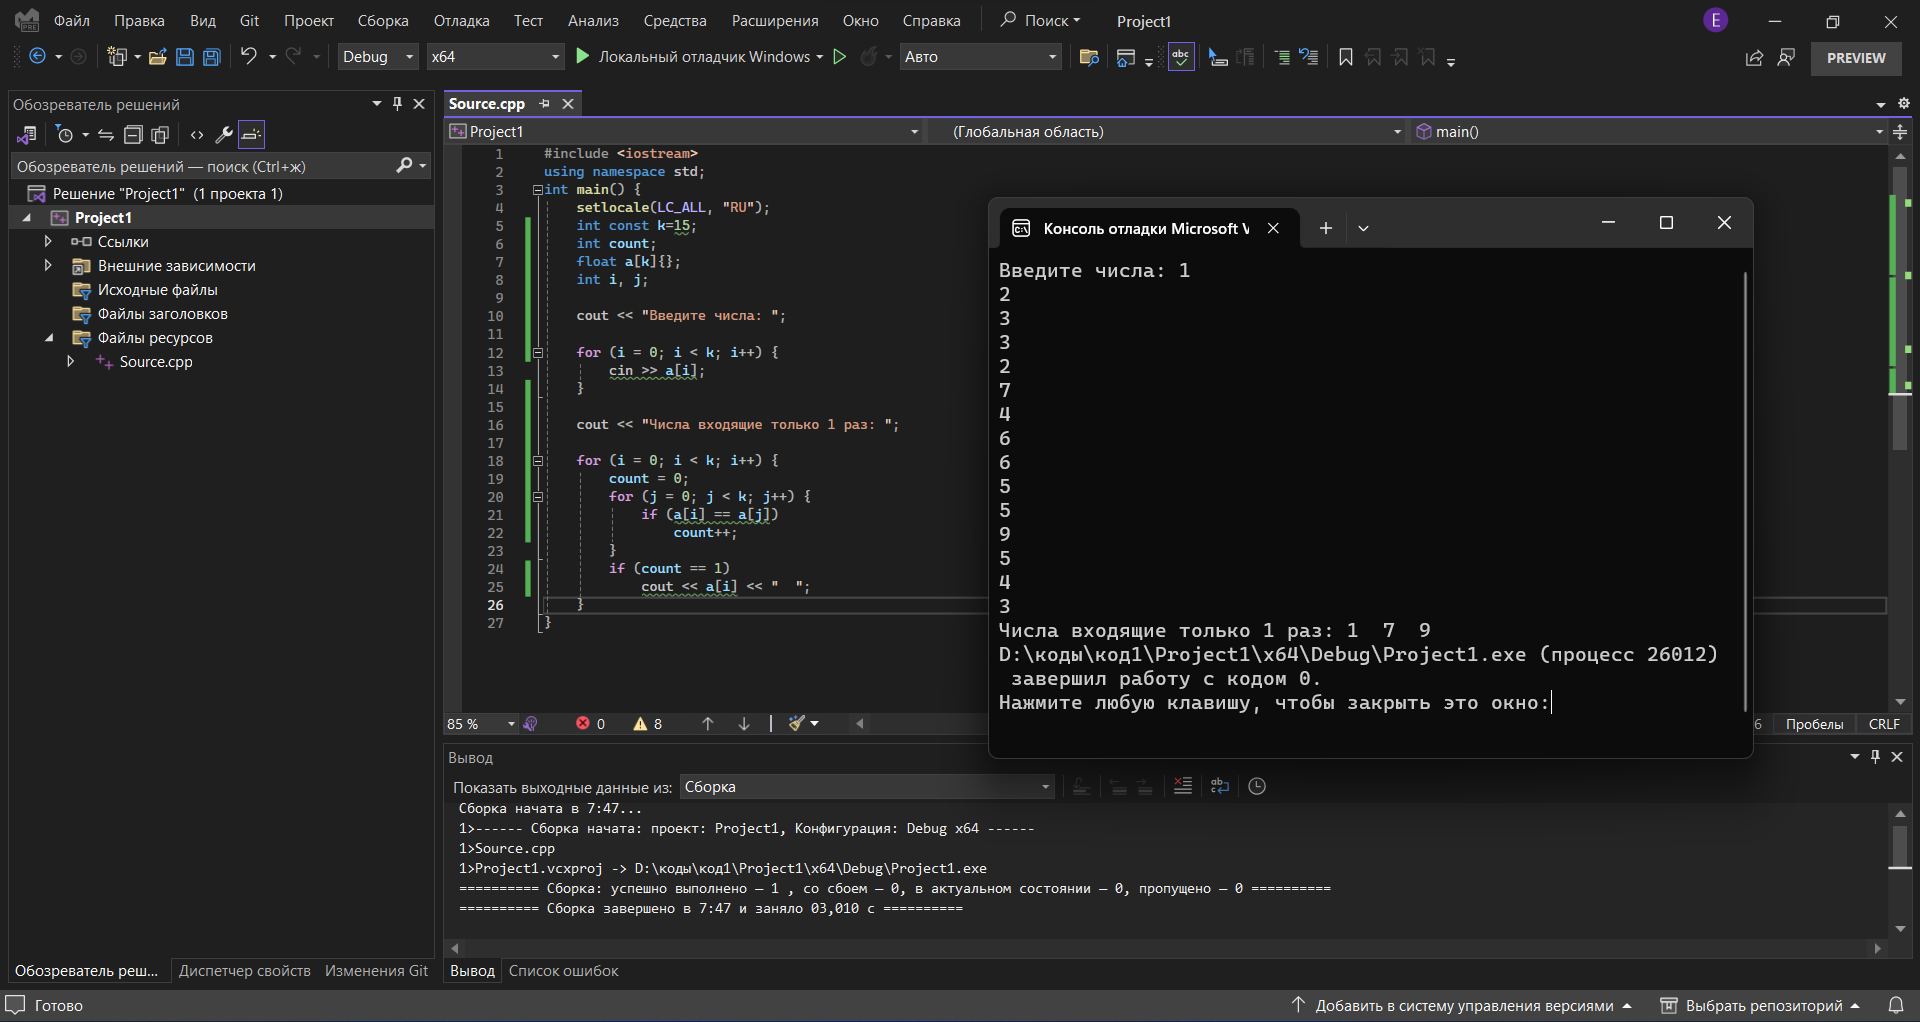 Файл Правка Вид Git Проект Сборка Отладка Тест Анализ Средства Расширения Окно Справка Поиск Project1 E
Debug x64 Локальный отладчик Windows Авто abc PREVIEW
Обозреватель решений
Обозреватель решений — поиск (Ctrl+ж)
Решение "Project1" (1 проекта 1)
Project1
Ссылки
Внешние зависимости
Исходные файлы
Файлы заголовков
Файлы ресурсов
Source.cpp
Source.cpp
Project1 (Глобальная область) main()
1 #include <iostream>
2 using namespace std;
3 int main() {
4 setlocale(LC_ALL, "RU");
5 int const k=15;
6 int count;
7 float a[k]{};
8 int i, j;
9
10 cout << "Введите числа: ";
11
12 for (i = 0; i < k; i++) {
13 cin >> a[i];
14 }
15
16 cout << "Числа входящие только 1 раз: ";
17
18 for (i = 0; i < k; i++) {
19 count = 0;
20 for (j = 0; j < k; j++) {
21 if (a[i] == a[j])
22 count++;
23 }
24 if (count == 1)
25 cout << a[i] << "  ";
26 }
27 }
Консоль отладки Microsoft V
Введите числа: 1
2
3
3
2
7
4
6
6
5
5
9
5
4
3
Числа входящие только 1 раз: 1  7  9
D:\коды\код1\Project1\x64\Debug\Project1.exe (процесс 26012)
завершил работу с кодом 0.
Нажмите любую клавишу, чтобы закрыть это окно:
85 % 0 8 6 Пробелы CRLF
Вывод
Показать выходные данные из: Сборка
Сборка начата в 7:47...
1>------ Сборка начата: проект: Project1, Конфигурация: Debug x64 ------
1>Source.cpp
1>Project1.vcxproj -> D:\коды\код1\Project1\x64\Debug\Project1.exe
========== Сборка: успешно выполнено — 1 , со сбоем — 0, в актуальном состоянии — 0, пропущено — 0 ==========
========== Сборка завершено в 7:47 и заняло 03,010 с ==========
Обозреватель реш... Диспетчер свойств Изменения Git Вывод Список ошибок
Готово Добавить в систему управления версиями Выбрать репозиторий